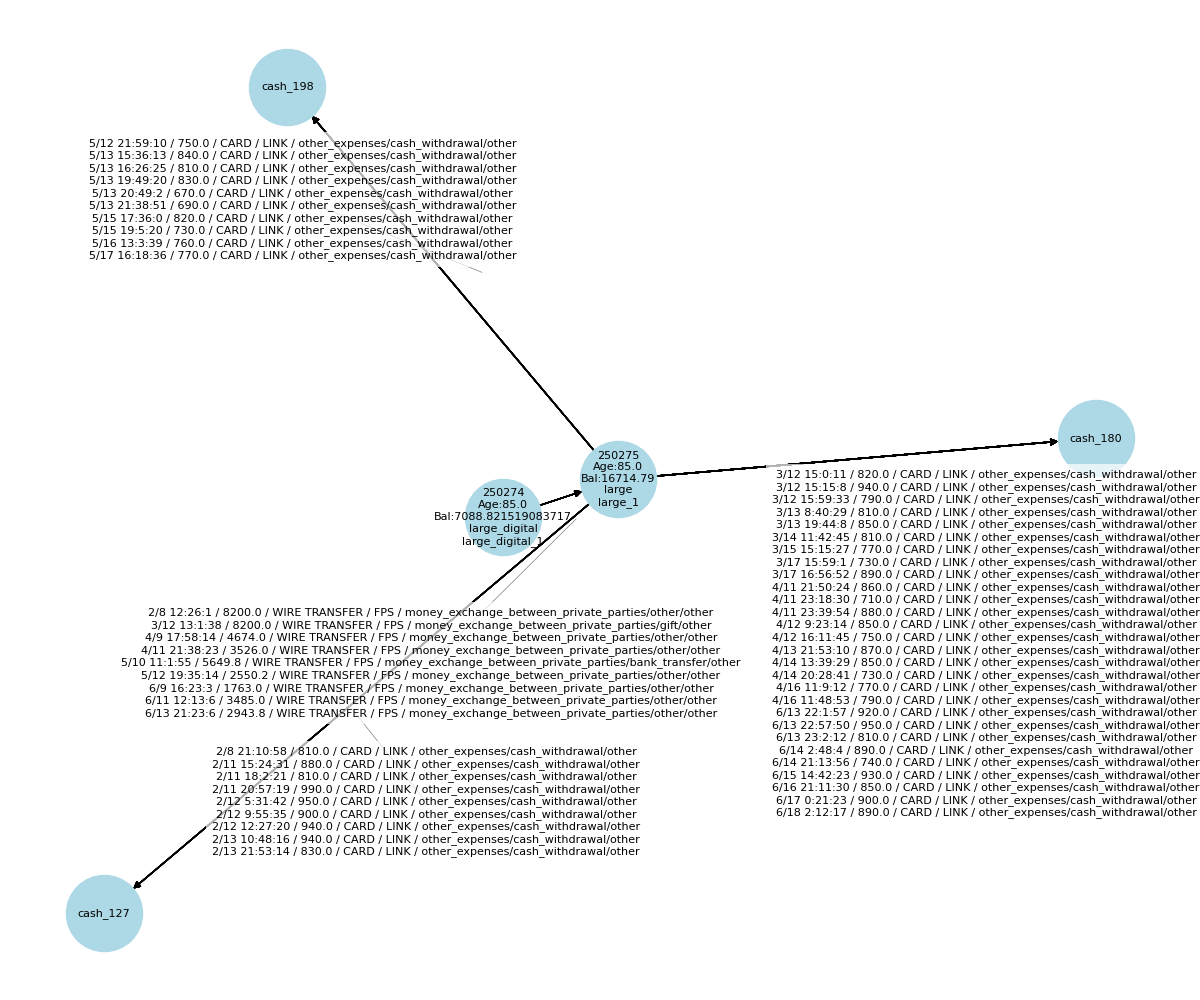 cash_198
5/12 21:59:10 / 750.0 / CARD / LINK / other_expenses/cash_withdrawal/other
5/13 15:36:13 / 840.0 / CARD / LINK / other_expenses/cash_withdrawal/other
5/13 16:26:25 / 810.0 / CARD / LINK / other_expenses/cash_withdrawal/other
5/13 19:49:20 / 830.0 / CARD / LINK / other_expenses/cash_withdrawal/other
5/13 20:49:2 / 670.0 / CARD / LINK / other_expenses/cash_withdrawal/other
5/13 21:38:51 / 690.0 / CARD / LINK / other_expenses/cash_withdrawal/other
5/15 17:36:0 / 820.0 / CARD / LINK / other_expenses/cash_withdrawal/other
5/15 19:5:20 / 730.0 / CARD / LINK / other_expenses/cash_withdrawal/other
5/16 13:3:39 / 760.0 / CARD / LINK / other_expenses/cash_withdrawal/other
5/17 16:18:36 / 770.0 / CARD / LINK / other_expenses/cash_withdrawal/other
cash_180
250275
Age:85.0
Bal:16714.79
large
large_1
250274
Age:85.0
Bal:7088.821519083717
large_digital
large_digital_1
3/12 15:0:11 / 820.0 / CARD / LINK / other_expenses/cash_withdrawal/other
3/12 15:15:8 / 940.0 / CARD / LINK / other_expenses/cash_withdrawal/other
3/12 15:59:33 / 790.0 / CARD / LINK / other_expenses/cash_withdrawal/other
3/13 8:40:29 / 810.0 / CARD / LINK / other_expenses/cash_withdrawal/other
3/13 19:44:8 / 850.0 / CARD / LINK / other_expenses/cash_withdrawal/other
3/14 11:42:45 / 810.0 / CARD / LINK / other_expenses/cash_withdrawal/other
3/15 15:15:27 / 770.0 / CARD / LINK / other_expenses/cash_withdrawal/other
3/17 15:59:1 / 730.0 / CARD / LINK / other_expenses/cash_withdrawal/other
3/17 16:56:52 / 890.0 / CARD / LINK / other_expenses/cash_withdrawal/other
4/11 21:50:24 / 860.0 / CARD / LINK / other_expenses/cash_withdrawal/other
4/11 23:18:30 / 710.0 / CARD / LINK / other_expenses/cash_withdrawal/other
4/11 23:39:54 / 880.0 / CARD / LINK / other_expenses/cash_withdrawal/other
4/12 9:23:14 / 850.0 / CARD / LINK / other_expenses/cash_withdrawal/other
4/12 16:11:45 / 750.0 / CARD / LINK / other_expenses/cash_withdrawal/other
4/13 21:53:10 / 870.0 / CARD / LINK / other_expenses/cash_withdrawal/other
4/14 13:39:29 / 850.0 / CARD / LINK / other_expenses/cash_withdrawal/other
4/14 20:28:41 / 730.0 / CARD / LINK / other_expenses/cash_withdrawal/other
4/16 11:9:12 / 770.0 / CARD / LINK / other_expenses/cash_withdrawal/other
4/16 11:48:53 / 790.0 / CARD / LINK / other_expenses/cash_withdrawal/other
6/13 22:1:57 / 920.0 / CARD / LINK / other_expenses/cash_withdrawal/other
6/13 22:57:50 / 950.0 / CARD / LINK / other_expenses/cash_withdrawal/other
6/13 23:2:12 / 810.0 / CARD / LINK / other_expenses/cash_withdrawal/other
6/14 2:48:4 / 890.0 / CARD / LINK / other_expenses/cash_withdrawal/other
6/14 21:13:56 / 740.0 / CARD / LINK / other_expenses/cash_withdrawal/other
6/15 14:42:23 / 930.0 / CARD / LINK / other_expenses/cash_withdrawal/other
6/16 21:11:30 / 850.0 / CARD / LINK / other_expenses/cash_withdrawal/other
6/17 0:21:23 / 900.0 / CARD / LINK / other_expenses/cash_withdrawal/other
6/18 2:12:17 / 890.0 / CARD / LINK / other_expenses/cash_withdrawal/other
2/8 12:26:1 / 8200.0 / WIRE TRANSFER / FPS / money_exchange_between_private_parties/other/other
3/12 13:1:38 / 8200.0 / WIRE TRANSFER / FPS / money_exchange_between_private_parties/gift/other
4/9 17:58:14 / 4674.0 / WIRE TRANSFER / FPS / money_exchange_between_private_parties/other/other
4/11 21:38:23 / 3526.0 / WIRE TRANSFER / FPS / money_exchange_between_private_parties/other/other
5/10 11:1:55 / 5649.8 / WIRE TRANSFER / FPS / money_exchange_between_private_parties/bank_transfer/other
5/12 19:35:14 / 2550.2 / WIRE TRANSFER / FPS / money_exchange_between_private_parties/other/other
6/9 16:23:3 / 1763.0 / WIRE TRANSFER / FPS / money_exchange_between_private_parties/other/other
6/11 12:13:6 / 3485.0 / WIRE TRANSFER / FPS / money_exchange_between_private_parties/other/other
6/13 21:23:6 / 2943.8 / WIRE TRANSFER / FPS / money_exchange_between_private_parties/other/other
2/8 21:10:58 / 810.0 / CARD / LINK / other_expenses/cash_withdrawal/other
2/11 15:24:31 / 880.0 / CARD / LINK / other_expenses/cash_withdrawal/other
2/11 18:2:21 / 810.0 / CARD / LINK / other_expenses/cash_withdrawal/other
2/11 20:57:19 / 990.0 / CARD / LINK / other_expenses/cash_withdrawal/other
2/12 5:31:42 / 950.0 / CARD / LINK / other_expenses/cash_withdrawal/other
2/12 9:55:35 / 900.0 / CARD / LINK / other_expenses/cash_withdrawal/other
2/12 12:27:20 / 940.0 / CARD / LINK / other_expenses/cash_withdrawal/other
2/13 10:48:16 / 940.0 / CARD / LINK / other_expenses/cash_withdrawal/other
2/13 21:53:14 / 830.0 / CARD / LINK / other_expenses/cash_withdrawal/other
cash_127